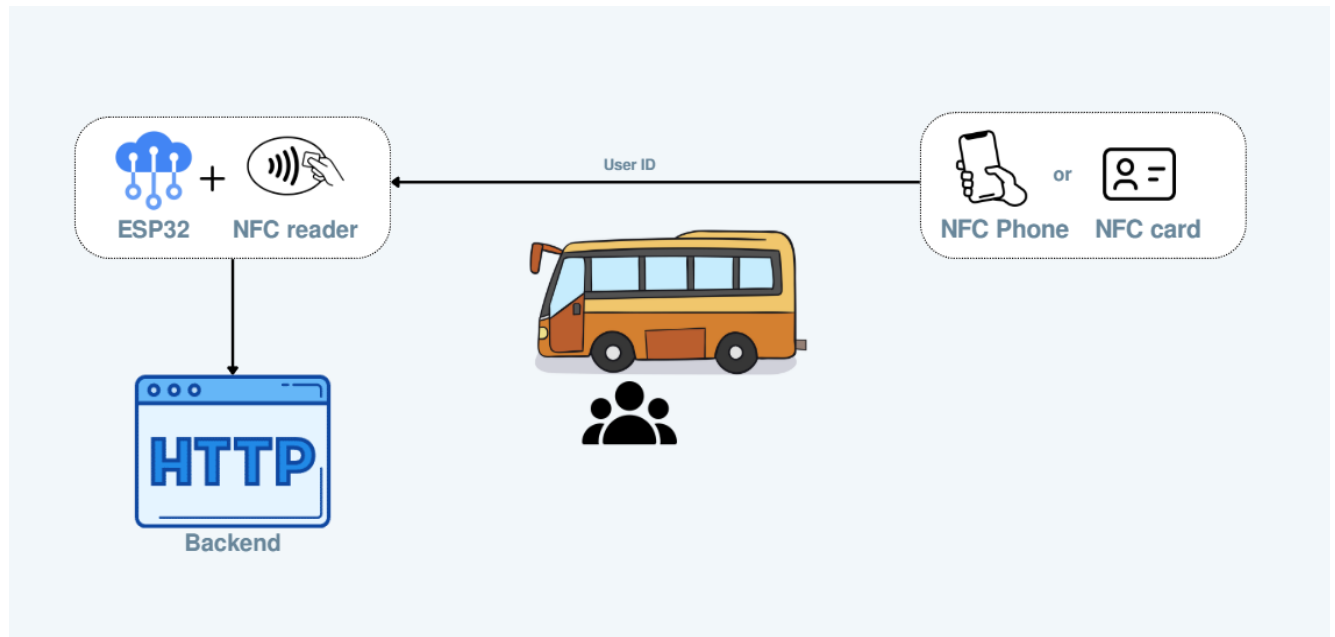 User ID
ESP32
+
NFC reader
or
NFC Phone
NFC card
HTTP
Backend